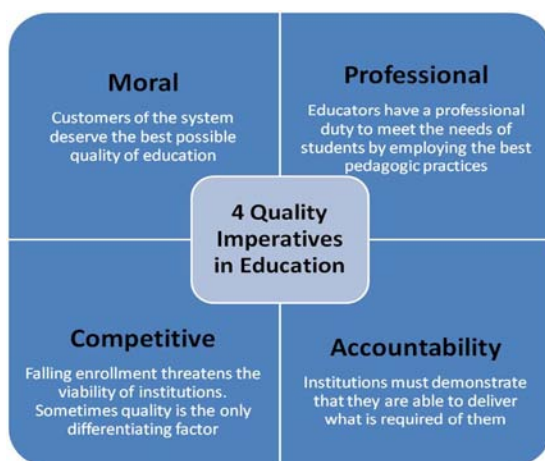 Moral
Customers of the system
deserve the best possible
quality of education
Professional
Educators have a professional
duty to meet the needs of
students by employing the best
pedagogic practices
4 Quality
Imperatives
in Education
Competitive
Falling enrollment threatens the
viability of institutions.
Sometimes quality is the only
differentiating factor
Accountability
Institutions must demonstrate
that they are able to deliver
what is required of them